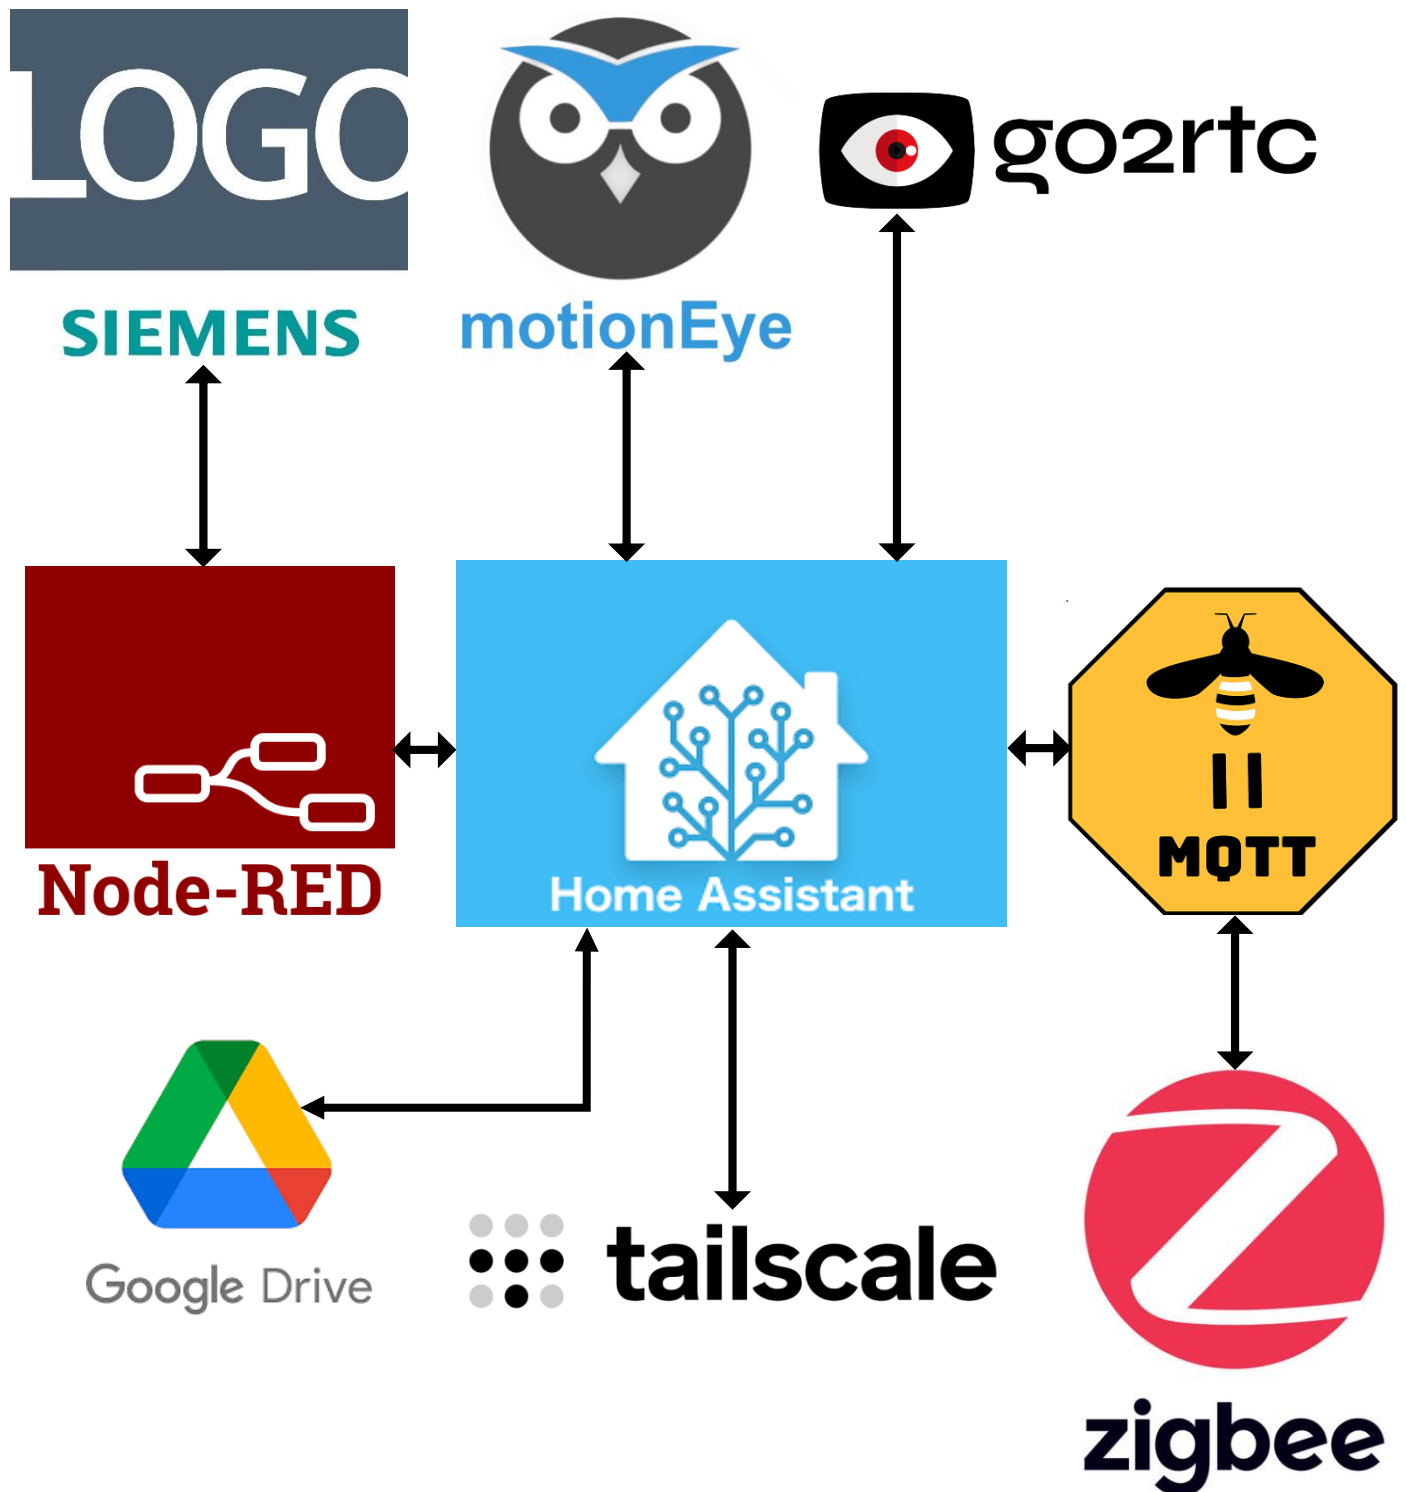 LOGO
SIEMENS
motionEye
go2rtc
Node-RED
Home Assistant
MQTT
Google Drive
tailscale
zigbee